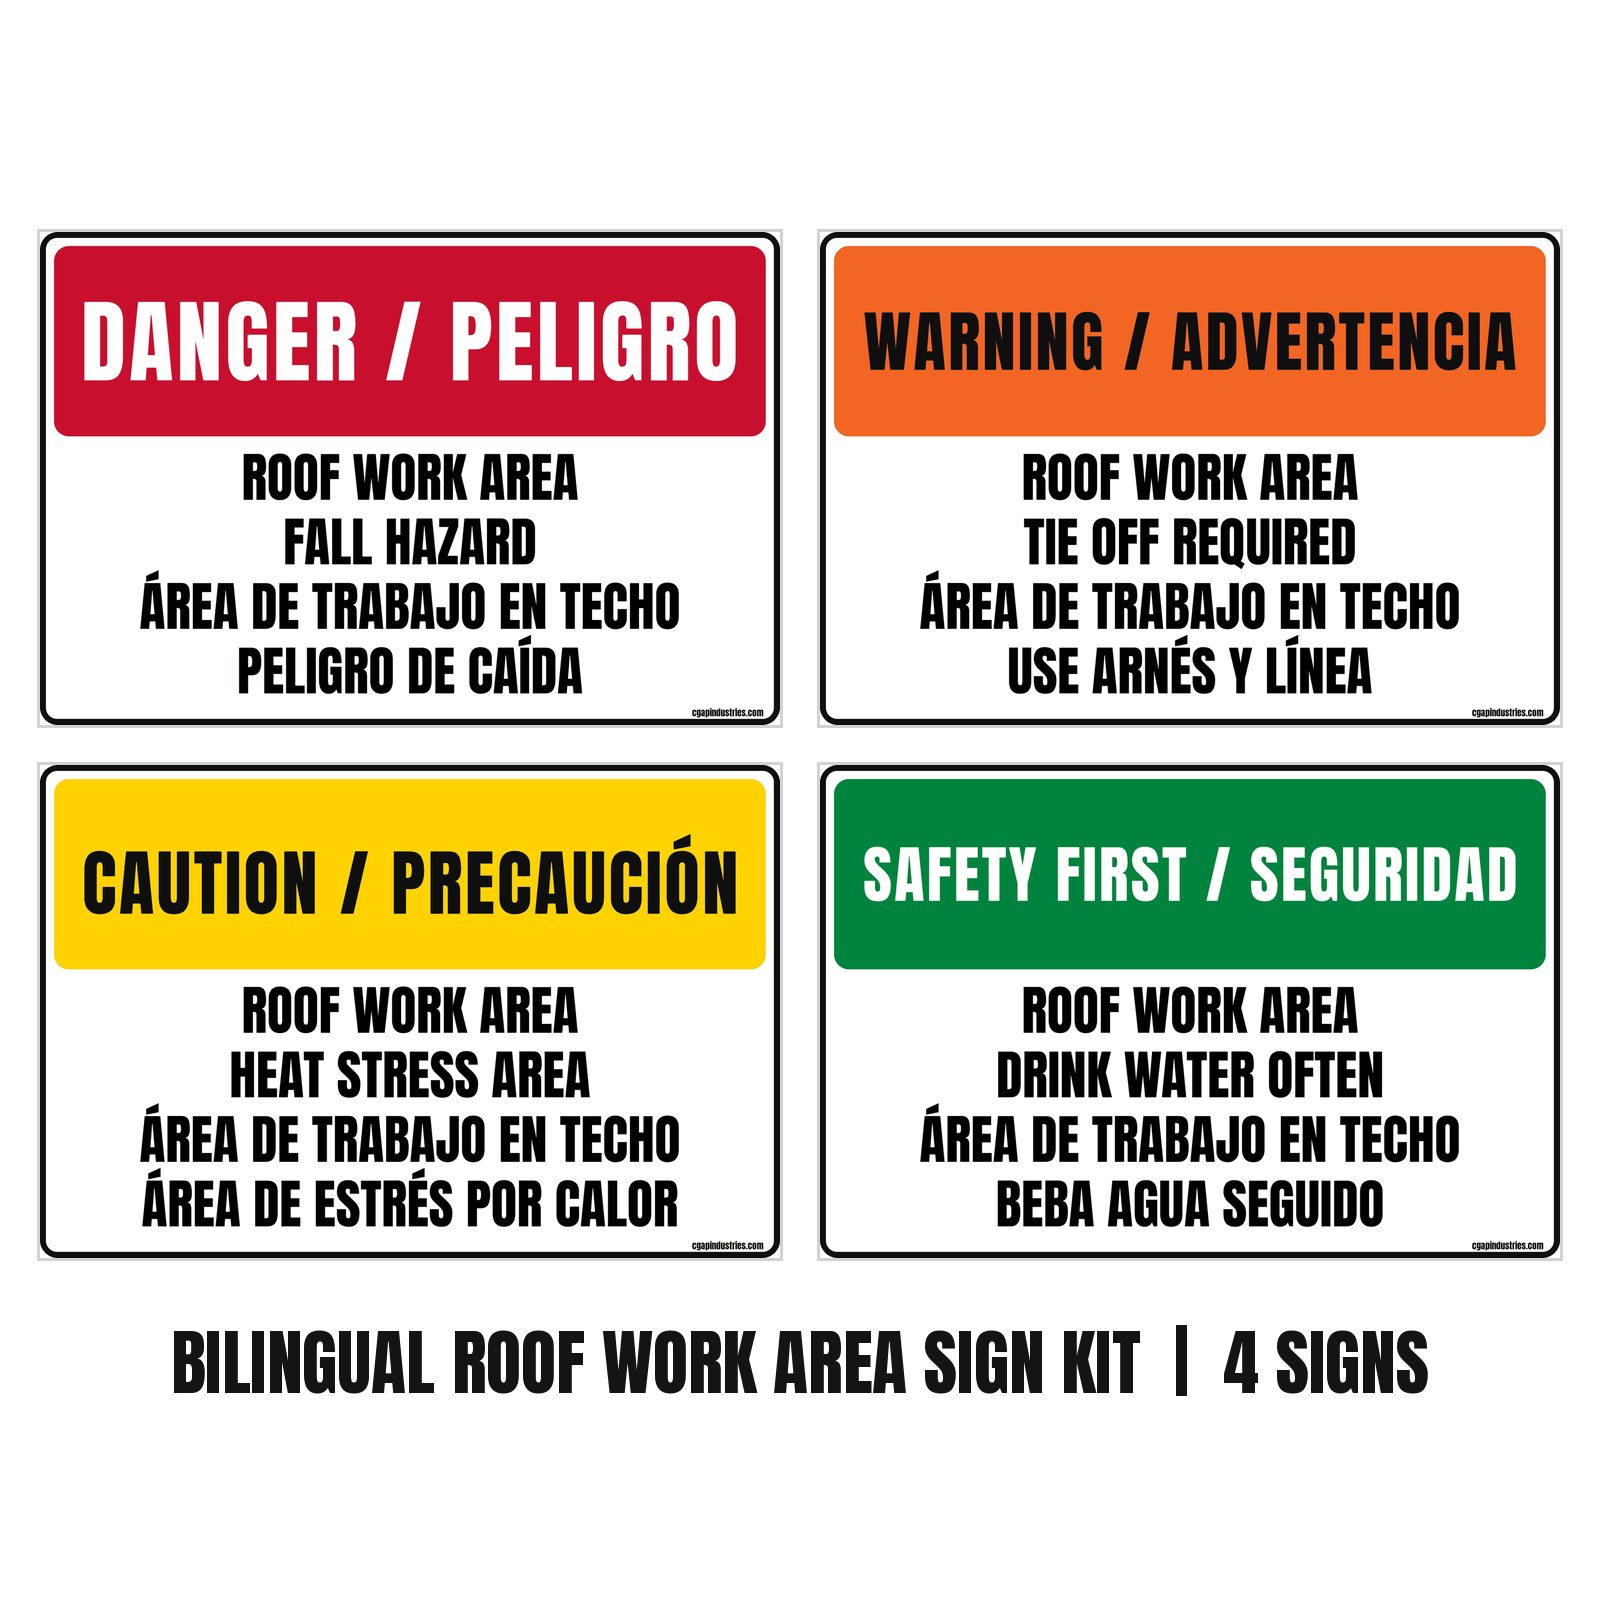 DANGER / PELIGRO
ROOF WORK AREA
FALL HAZARD
ÁREA DE TRABAJO EN TECHO
PELIGRO DE CAÍDA
cgapindustries.com
WARNING / ADVERTENCIA
ROOF WORK AREA
TIE OFF REQUIRED
ÁREA DE TRABAJO EN TECHO
USE ARNÉS Y LÍNEA
cgapindustries.com
CAUTION / PRECAUCIÓN
ROOF WORK AREA
HEAT STRESS AREA
ÁREA DE TRABAJO EN TECHO
ÁREA DE ESTRÉS POR CALOR
cgapindustries.com
SAFETY FIRST / SEGURIDAD
ROOF WORK AREA
DRINK WATER OFTEN
ÁREA DE TRABAJO EN TECHO
BEBA AGUA SEGUIDO
cgapindustries.com
BILINGUAL ROOF WORK AREA SIGN KIT | 4 SIGNS